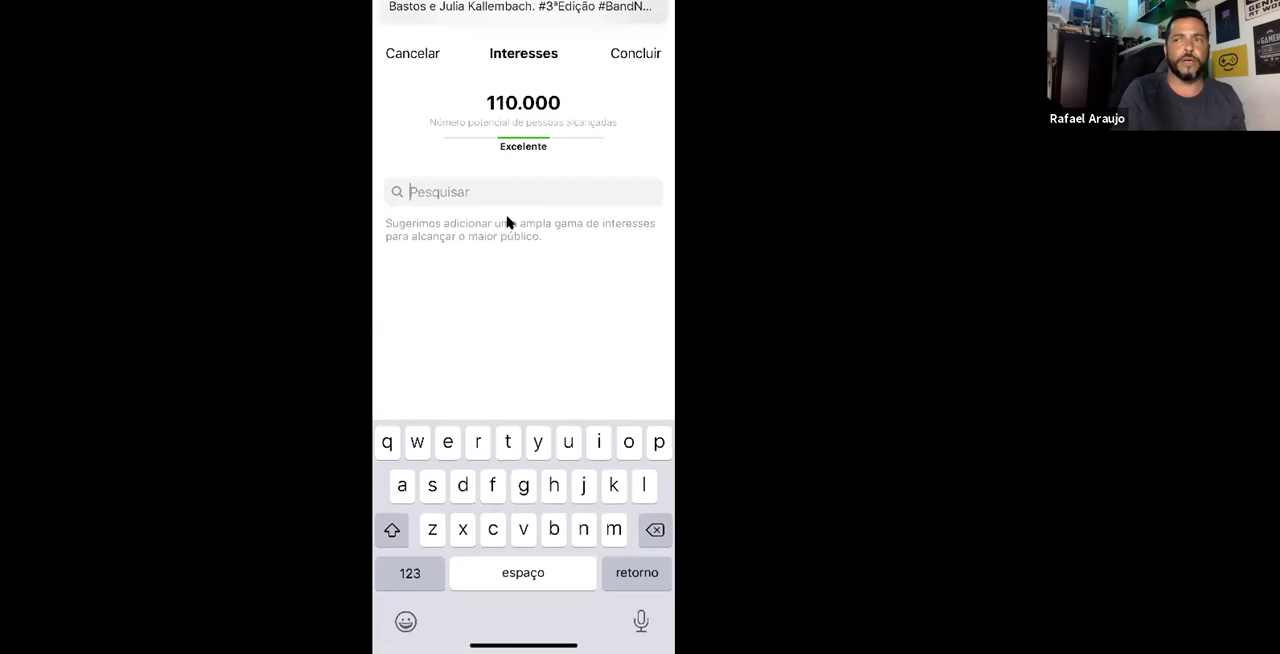 Bastos e Julia Kallembach. #3ªEdição #BandN...
Cancelar Interesses Concluir
110.000
Número potencial de pessoas alcançadas
Excelente
Pesquisar
Sugerimos adicionar uma ampla gama de interesses
para alcançar o maior público.
q w e r t y u i o p
a s d f g h j k l
z x c v b n m
123 espaço retorno
Rafael Araujo